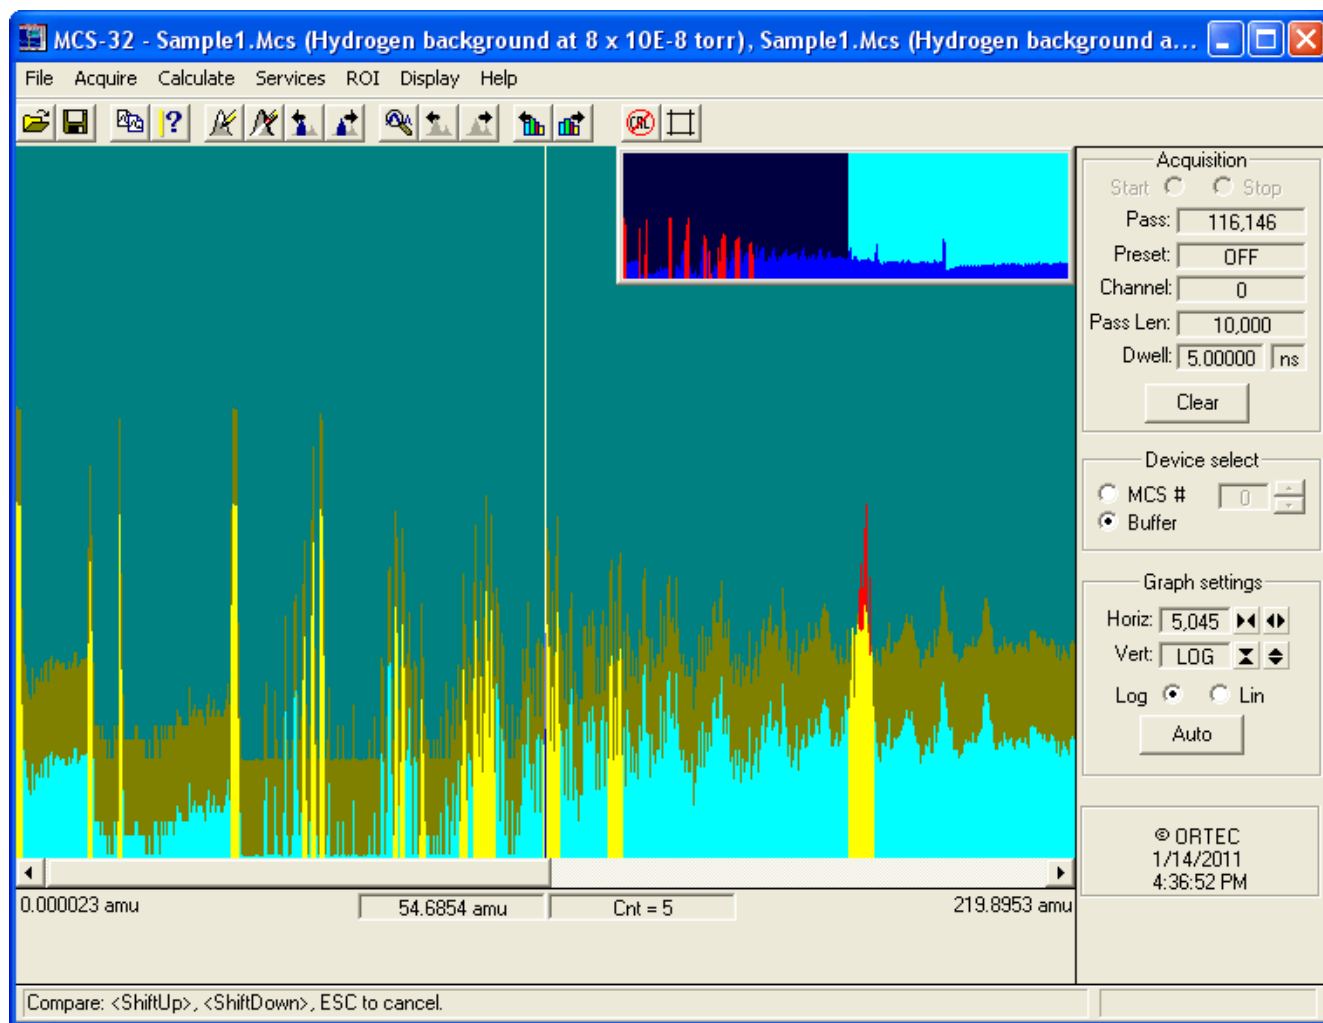 MCS-32 - Sample1.Mcs (Hydrogen background at 8 x 10E-8 torr), Sample1.Mcs (Hydrogen background a...
File Acquire Calculate Services ROI Display Help
CRL
Acquisition
Start Stop
Pass: 116,146
Preset: OFF
Channel: 0
Pass Len: 10,000
Dwell: 5.00000 ns
Clear
Device select
MCS # 0
Buffer
Graph settings
Horiz: 5,045
Vert: LOG
Log Lin
Auto
© ORTEC
1/14/2011
4:36:52 PM
0.000023 amu 54.6854 amu Cnt = 5 219.8953 amu
Compare: <ShiftUp>, <ShiftDown>, ESC to cancel.